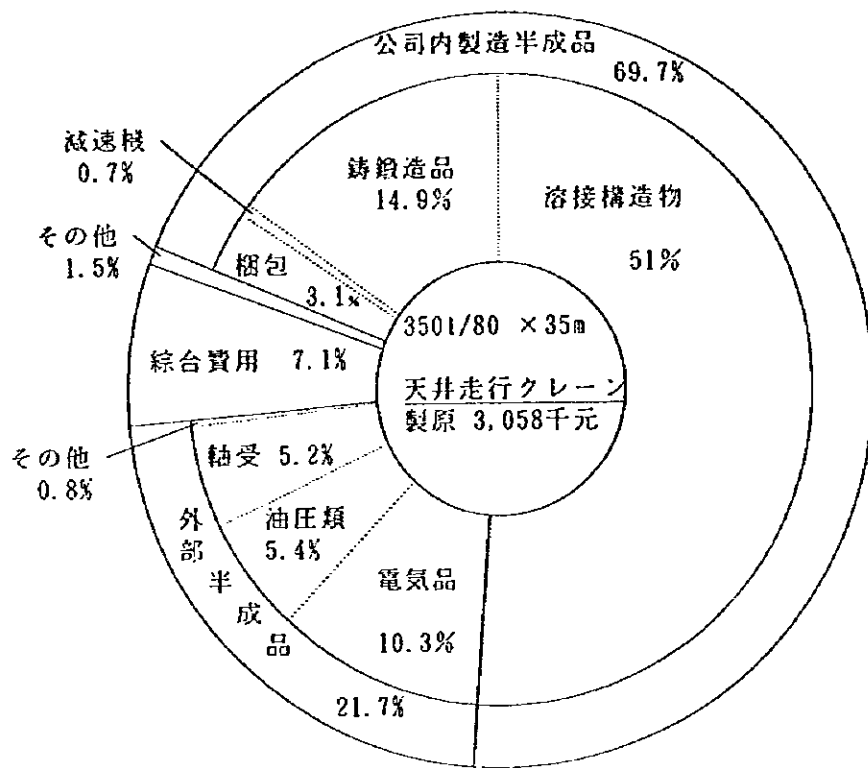 公司内製造半成品
69.7%
減速機
0.7%
鋳鍛造品
14.9%
溶接構造物
51%
その他
1.5%
梱包
3.1%
350t/80 ×35m
天井走行クレーン
製原 3,058千元
綜合費用 7.1%
その他
0.8%
軸受 5.2%
油圧類
5.4%
電気品
10.3%
外部半成品
21.7%